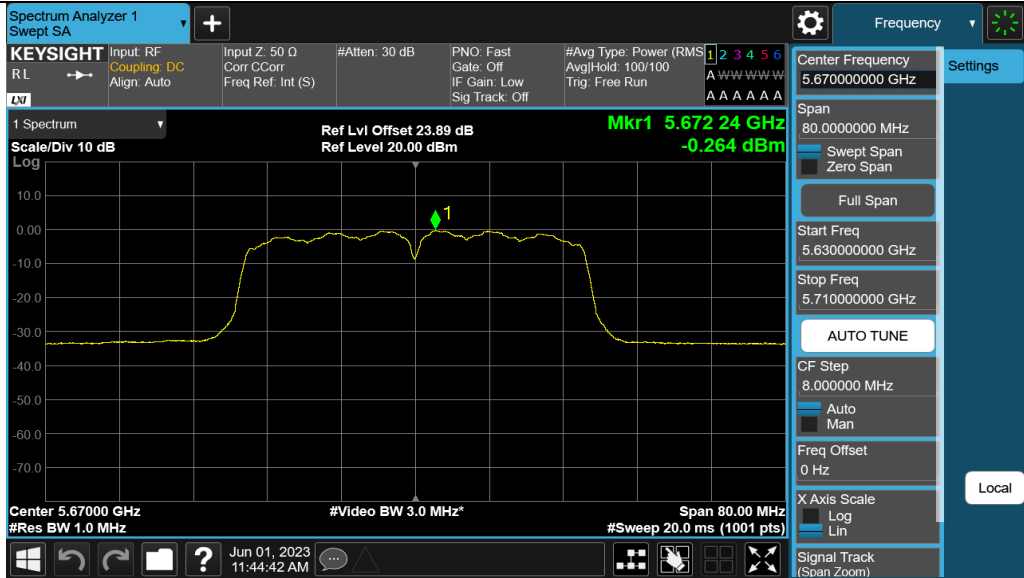 Spectrum Analyzer 1
Swept SA
+
Frequency
KEYSIGHT
RL
LXI
Input: RF
Coupling: DC
Align: Auto
Input Z: 50 Ω
Corr CCorr
Freq Ref: Int (S)
#Atten: 30 dB
PNO: Fast
Gate: Off
IF Gain: Low
Sig Track: Off
#Avg Type: Power (RMS
Avg|Hold: 100/100
Trig: Free Run
1 2 3 4 5 6
A W W W W W
A A A A A A
1 Spectrum
Scale/Div 10 dB
Log
Ref Lvl Offset 23.89 dB
Ref Level 20.00 dBm
Mkr1 5.672 24 GHz
-0.264 dBm
10.0
0.00
-10.0
-20.0
-30.0
-40.0
-50.0
-60.0
-70.0
1
Center 5.67000 GHz
#Video BW 3.0 MHz*
Span 80.00 MHz
#Res BW 1.0 MHz
#Sweep 20.0 ms (1001 pts)
Center Frequency
5.670000000 GHz
Span
80.0000000 MHz
Swept Span
Zero Span
Full Span
Start Freq
5.630000000 GHz
Stop Freq
5.710000000 GHz
AUTO TUNE
CF Step
8.000000 MHz
Auto
Man
Freq Offset
0 Hz
X Axis Scale
Log
Lin
Signal Track
(Span Zoom)
Settings
Local
?
Jun 01, 2023
11:44:42 AM